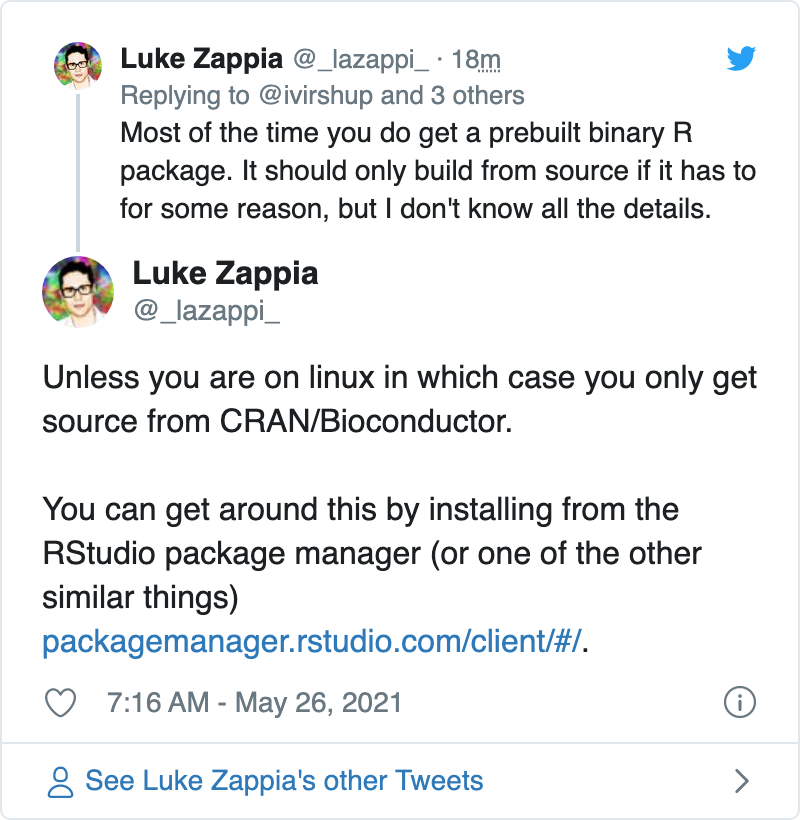 Luke Zappia @_lazappi_ · 18m
Replying to @ivirshup and 3 others
Most of the time you do get a prebuilt binary R
package. It should only build from source if it has to
for some reason, but I don't know all the details.
Luke Zappia
@_lazappi_
Unless you are on linux in which case you only get
source from CRAN/Bioconductor.
You can get around this by installing from the
RStudio package manager (or one of the other
similar things)
packagemanager.rstudio.com/client/#/.
7:16 AM - May 26, 2021
See Luke Zappia's other Tweets